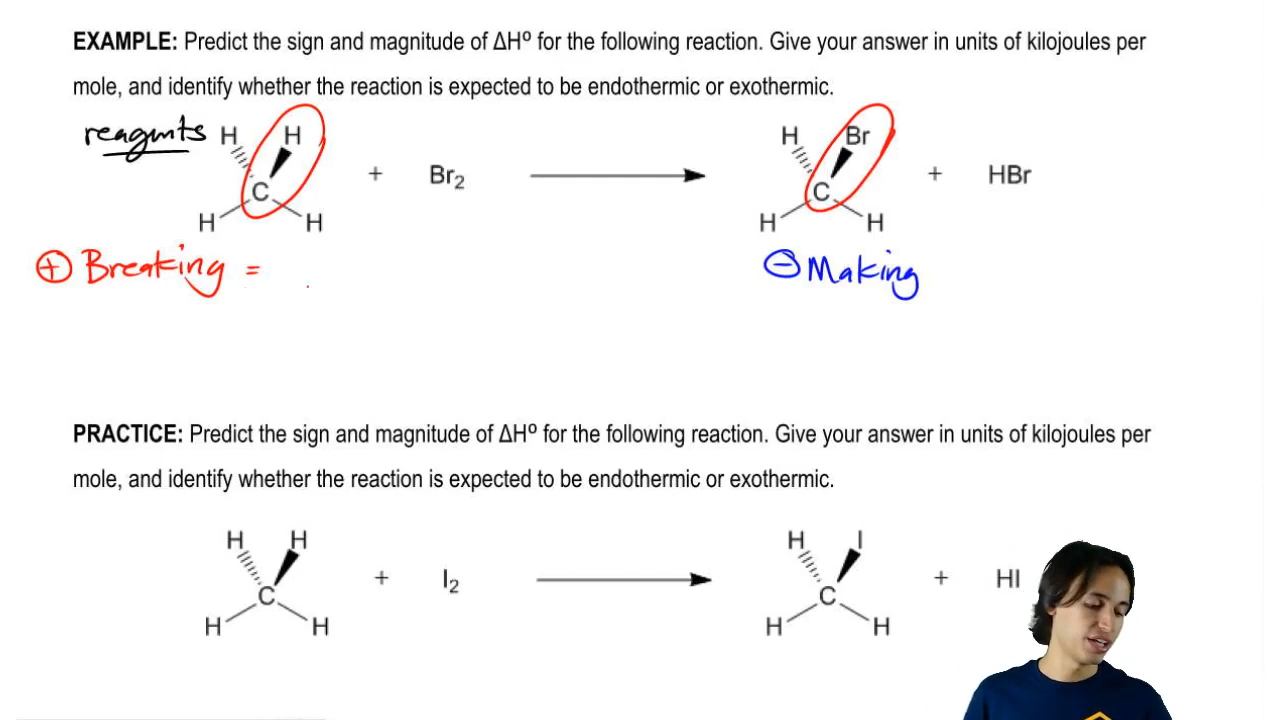 EXAMPLE: Predict the sign and magnitude of ΔHº for the following reaction. Give your answer in units of kilojoules per
mole, and identify whether the reaction is expected to be endothermic or exothermic.
reagents H H H Br
+ Br₂ + HBr
C C
H H H H
⊕ Breaking = ⊖ Making
PRACTICE: Predict the sign and magnitude of ΔHº for the following reaction. Give your answer in units of kilojoules per
mole, and identify whether the reaction is expected to be endothermic or exothermic.
H H H I
+ I₂ + HI
C C
H H H H